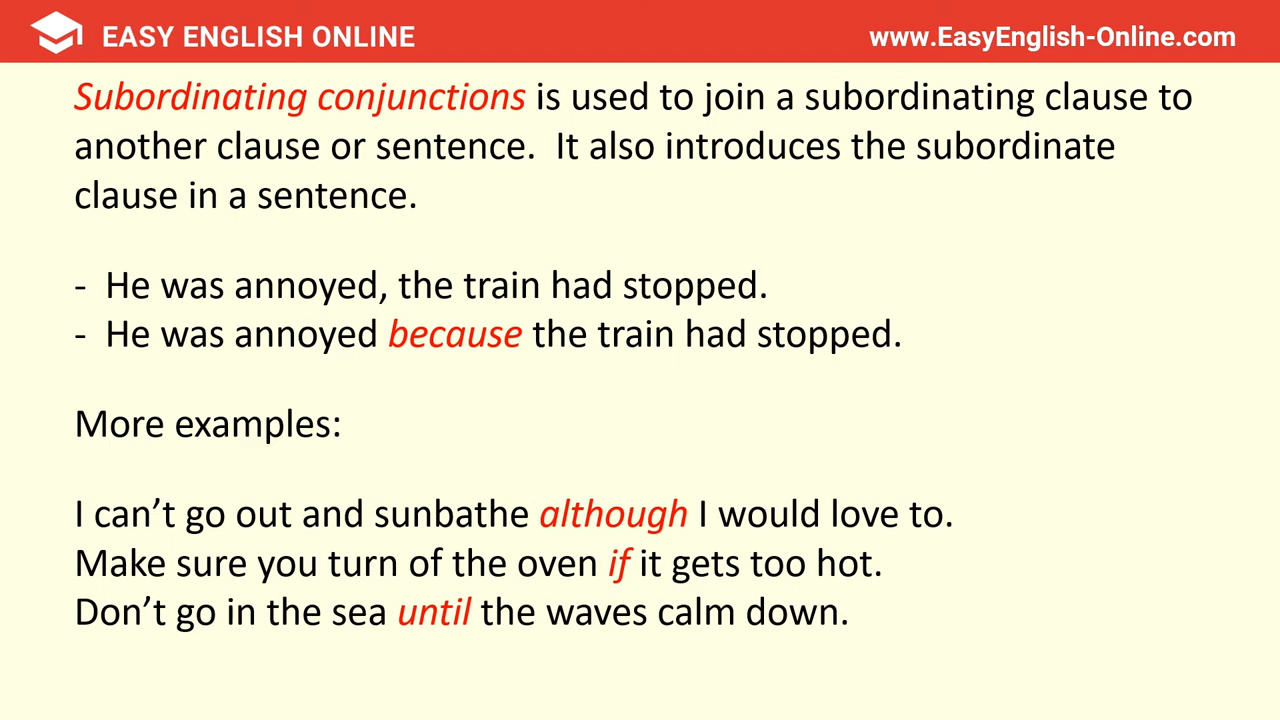 EASY ENGLISH ONLINE
www.EasyEnglish-Online.com
Subordinating conjunctions is used to join a subordinating clause to
another clause or sentence.  It also introduces the subordinate
clause in a sentence.
- He was annoyed, the train had stopped.
- He was annoyed because the train had stopped.
More examples:
I can’t go out and sunbathe although I would love to.
Make sure you turn of the oven if it gets too hot.
Don’t go in the sea until the waves calm down.